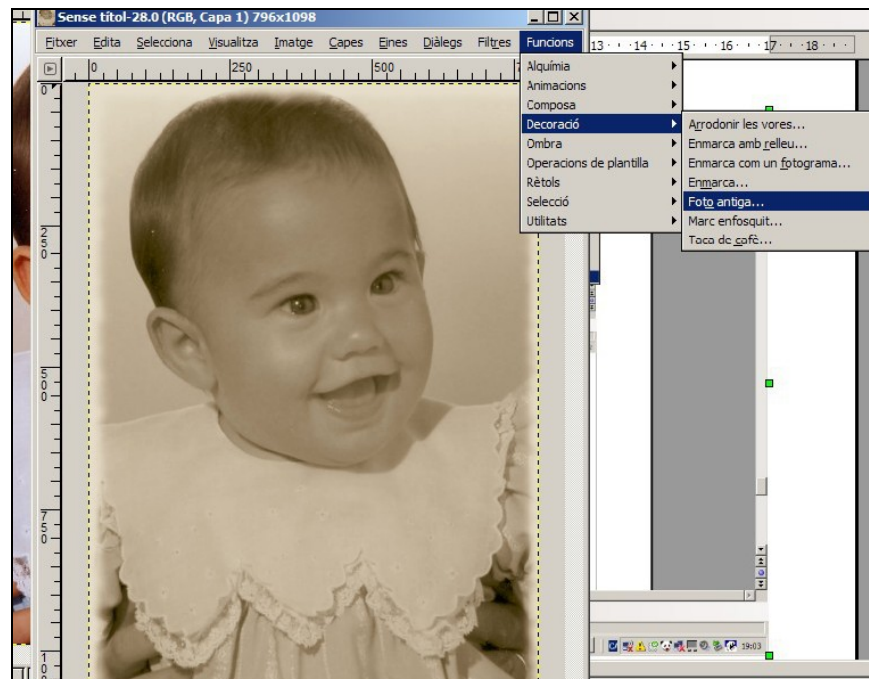 Sense títol-28.0 (RGB, Capa 1) 796x1098
Fitxer Edita Selecciona Visualitza Imatge Capes Eines Diàlegs Filtres Funcions
13 14 15 16 17 18
0 250 500
Alquímia
Animacions
Composa
Decoració
Ombra
Operacions de plantilla
Rètols
Selecció
Utilitats
Arrodonir les vores...
Enmarca amb relleu...
Enmarca com un fotograma...
Enmarca...
Foto antiga...
Marc enfosquit...
Taca de cafè...
0
250
500
750
19:03